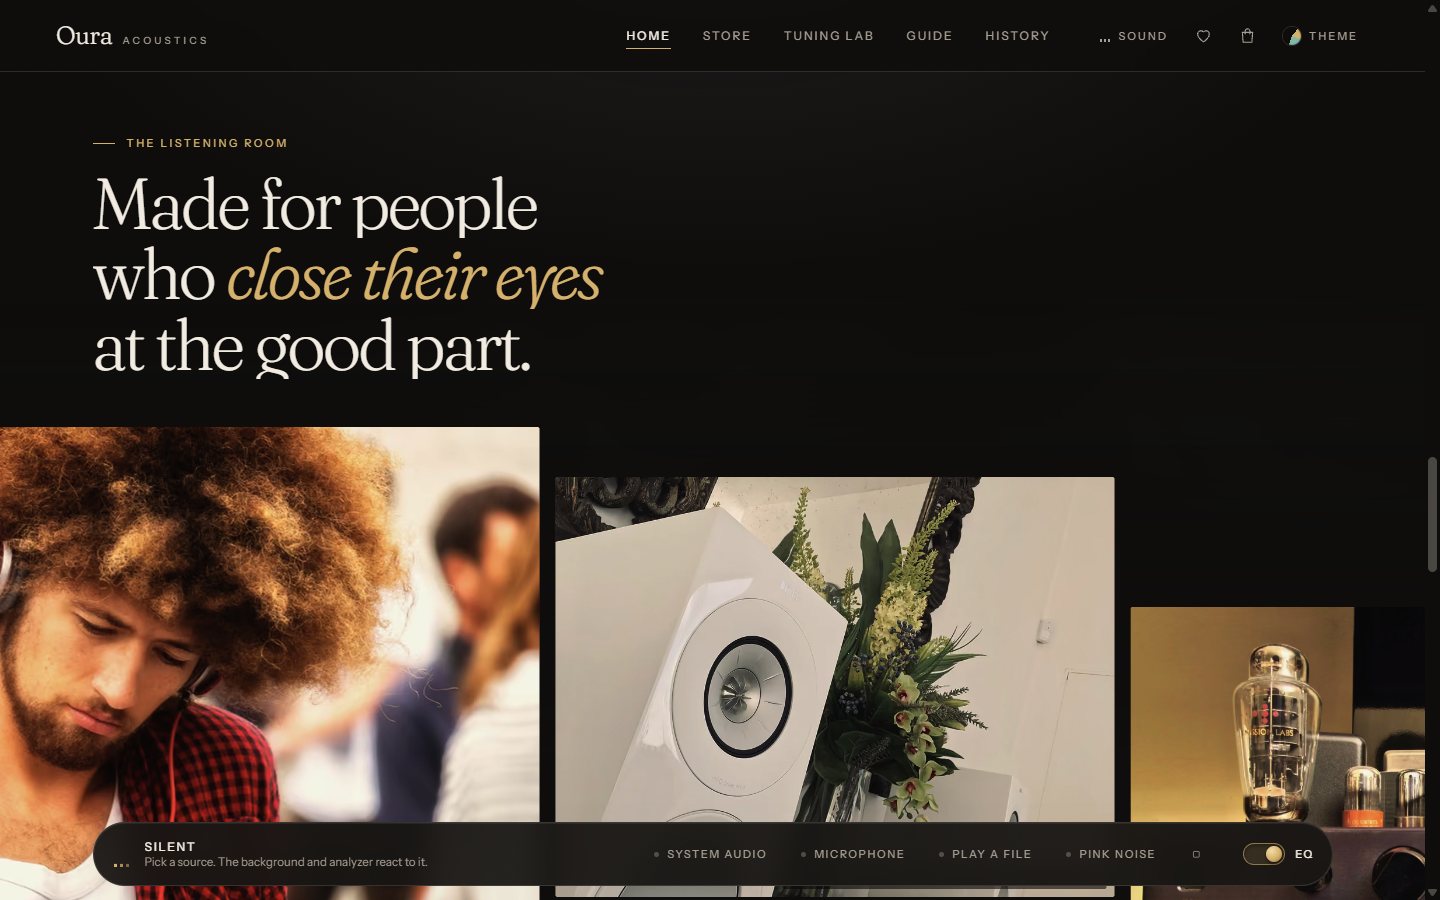 Oura ACOUSTICS
HOME STORE TUNING LAB GUIDE HISTORY SOUND THEME
THE LISTENING ROOM
Made for people
who close their eyes
at the good part.
SILENT
Pick a source. The background and analyzer react to it.
SYSTEM AUDIO MICROPHONE PLAY A FILE PINK NOISE EQ